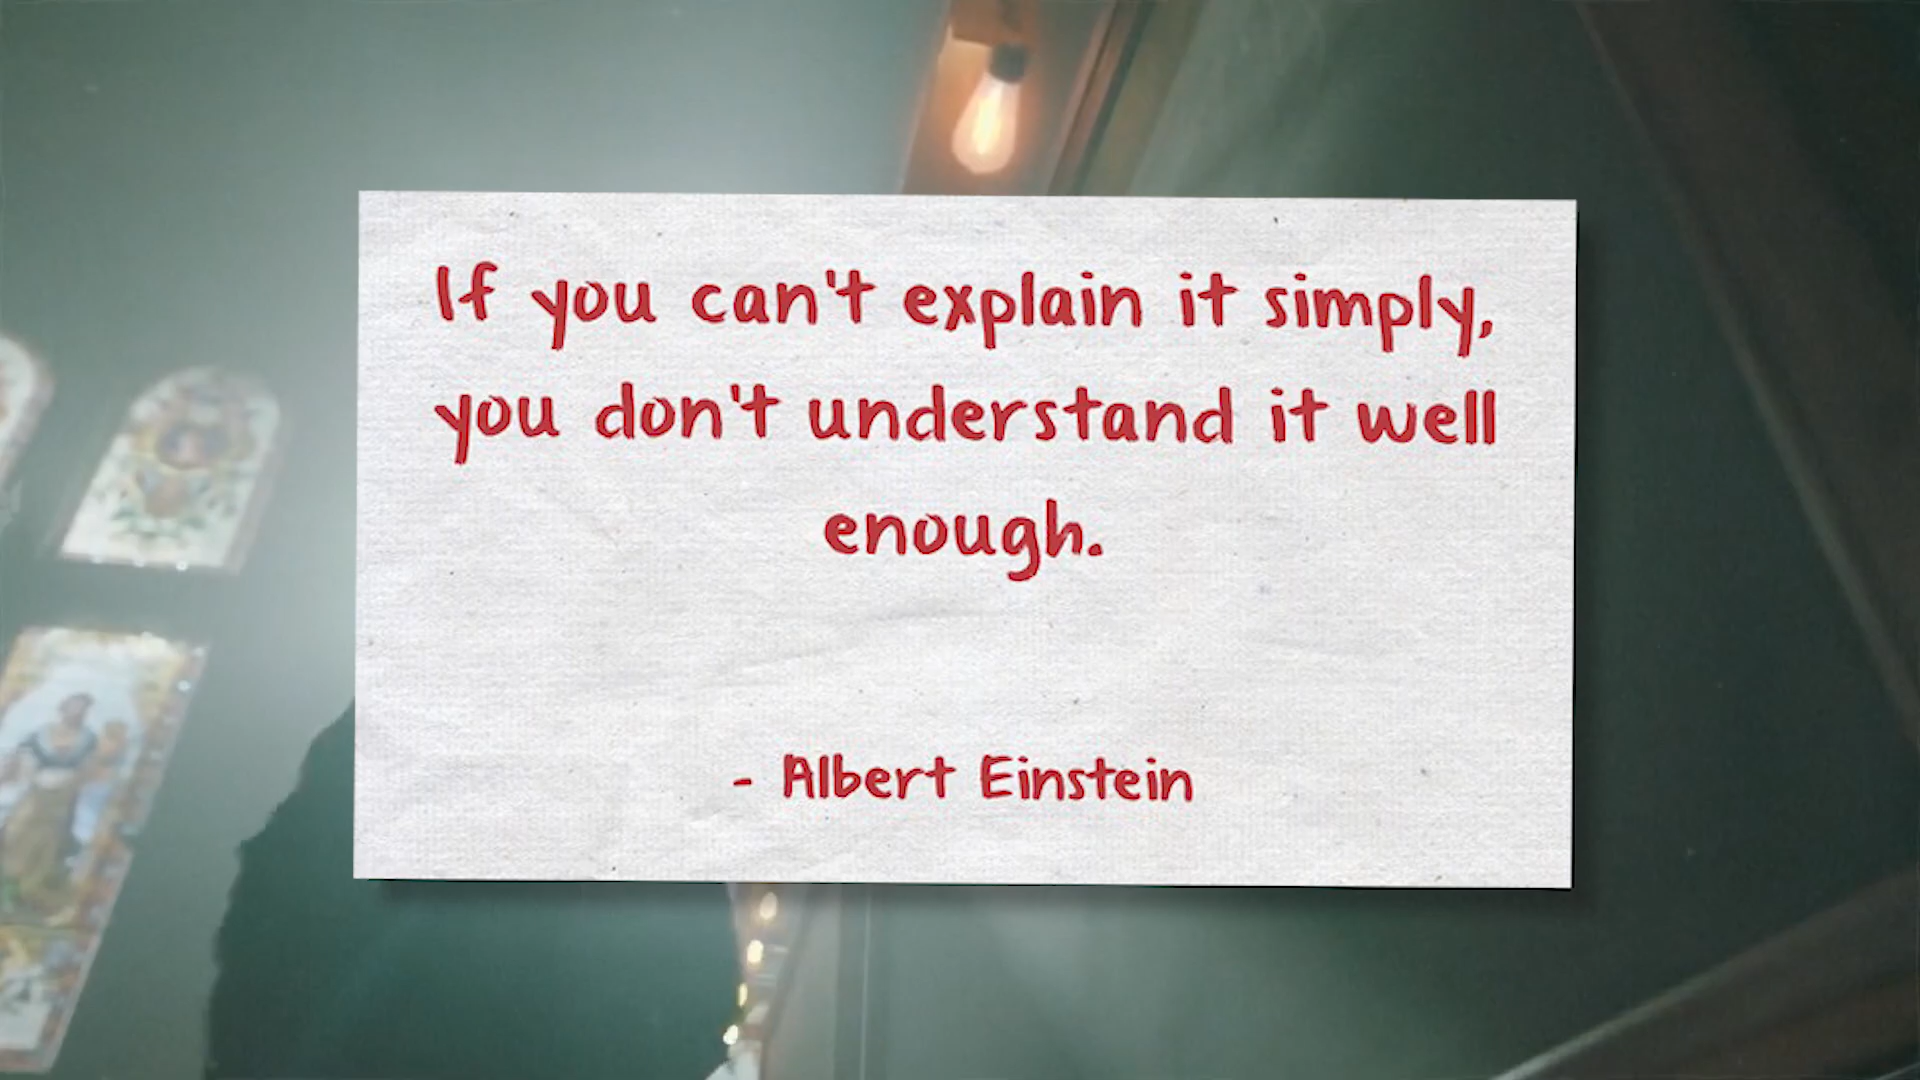 If you can't explain it simply,
you don't understand it well
enough.
- Albert Einstein